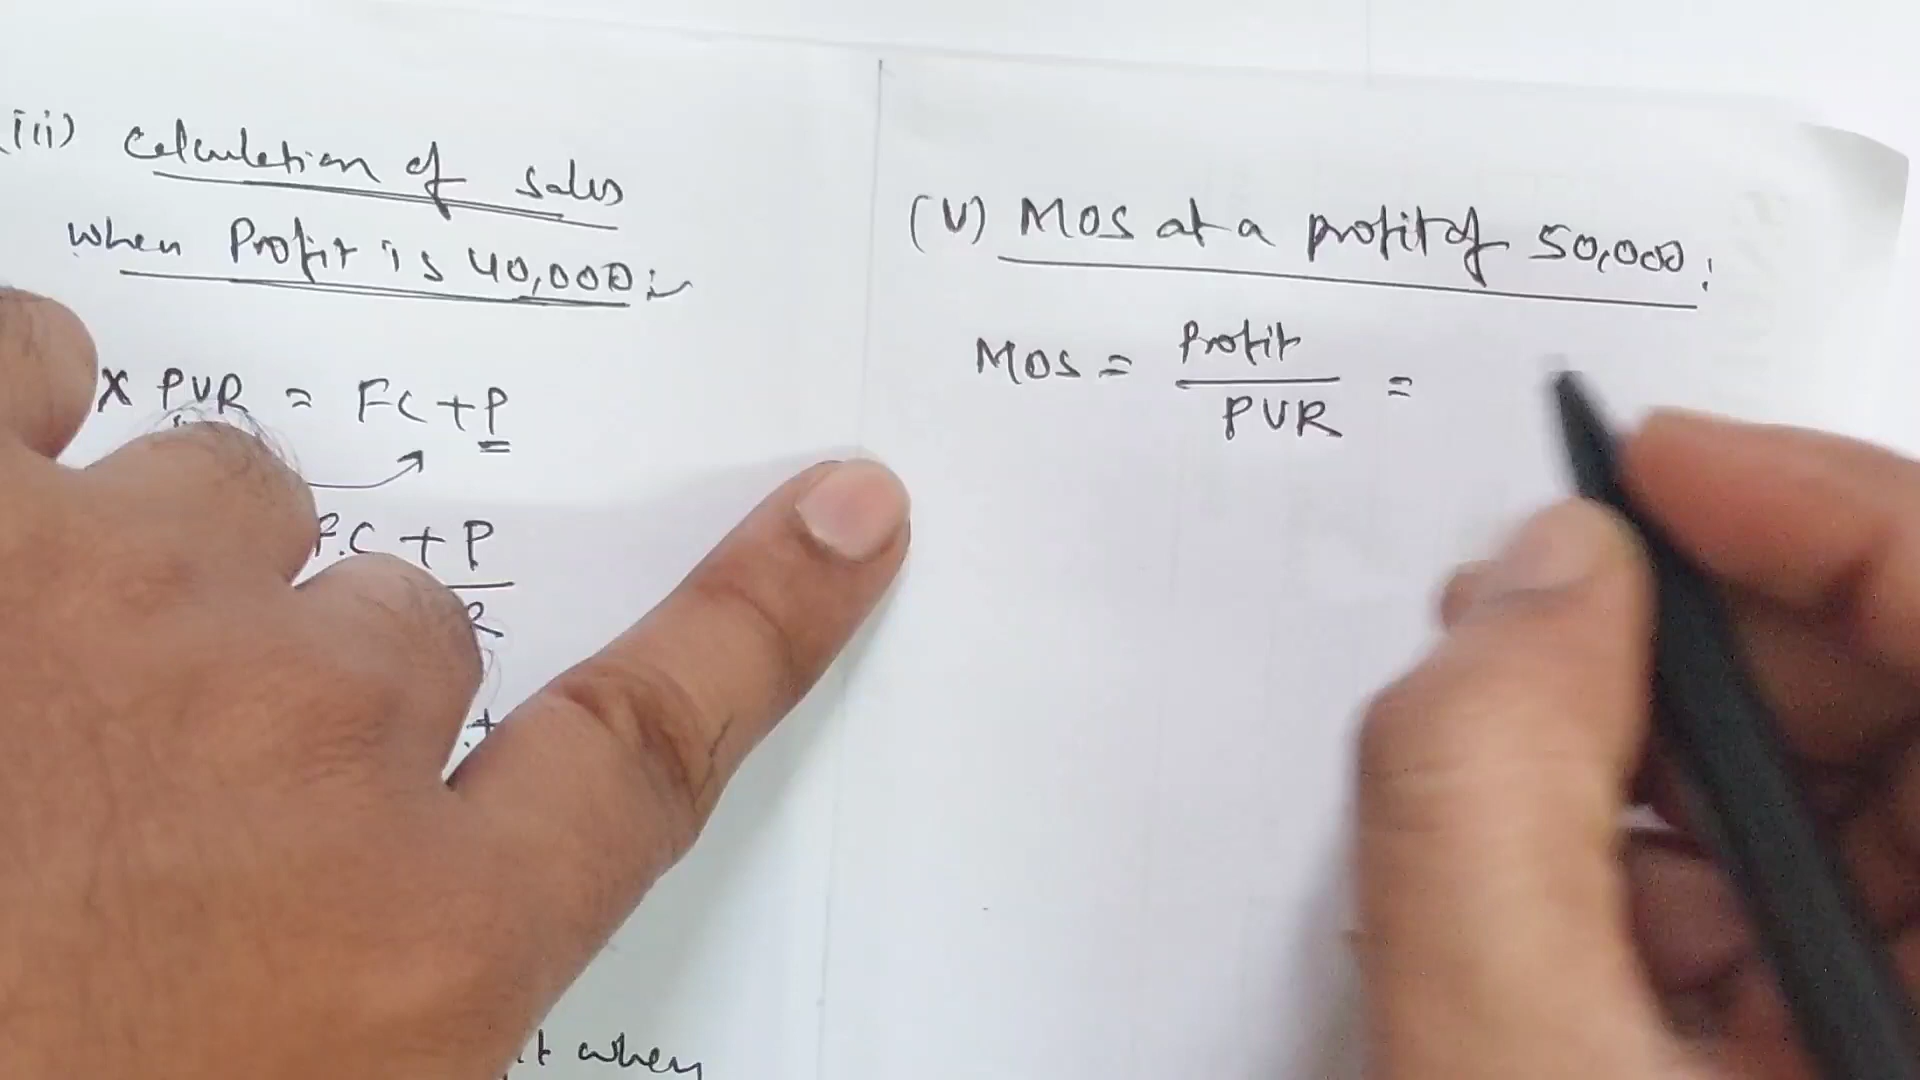 (iii) Calculation of sales
when Profit is 40,000:-
X PVR = FC + P
F.C + P
R
+
when
(V) MOS at a profit of 50,000:
MOS = Profit / PVR =